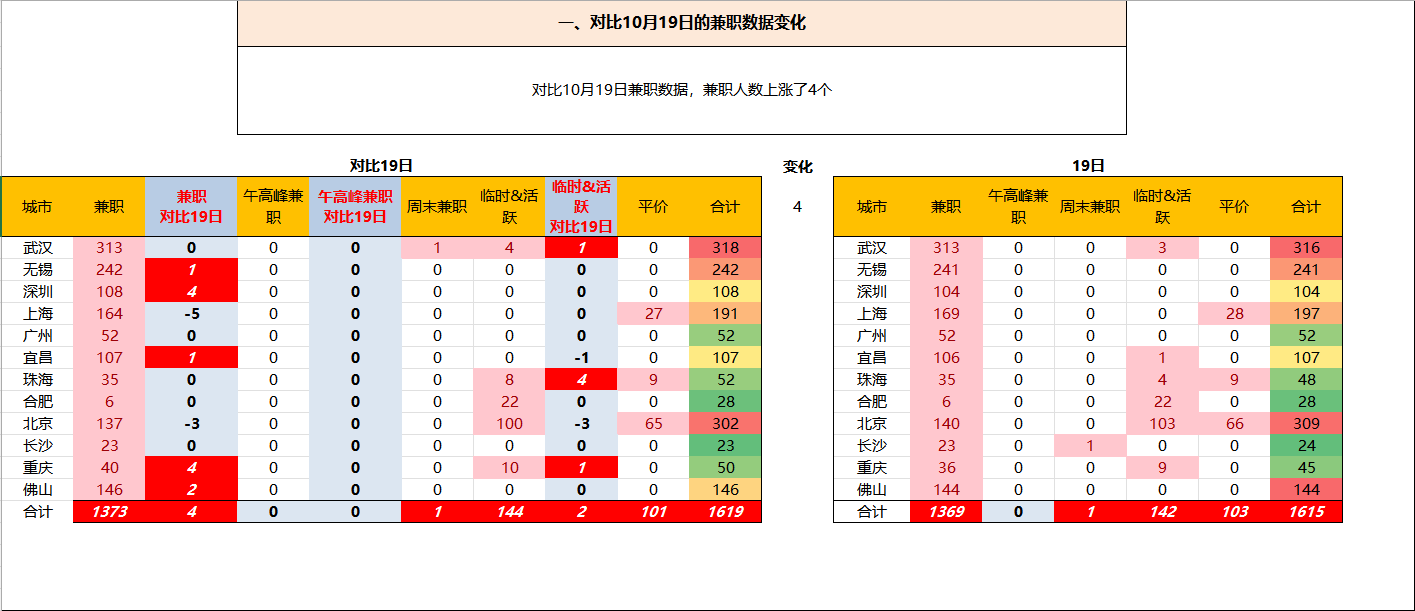 一、对比10月19日的兼职数据变化
对比10月19日兼职数据，兼职人数上涨了4个
对比19日 变化 19日
城市 兼职 兼职对比19日 午高峰兼职 午高峰兼职对比19日 周末兼职 临时&活跃 临时&活跃对比19日 平价 合计 4 城市 兼职 午高峰兼职 周末兼职 临时&活跃 平价 合计
武汉 313 0 0 0 1 4 1 0 318 武汉 313 0 0 3 0 316
无锡 242 1 0 0 0 0 0 0 242 无锡 241 0 0 0 0 241
深圳 108 4 0 0 0 0 0 0 108 深圳 104 0 0 0 0 104
上海 164 -5 0 0 0 0 0 27 191 上海 169 0 0 0 28 197
广州 52 0 0 0 0 0 0 0 52 广州 52 0 0 0 0 52
宜昌 107 1 0 0 0 0 -1 0 107 宜昌 106 0 0 1 0 107
珠海 35 0 0 0 0 8 4 9 52 珠海 35 0 0 4 9 48
合肥 6 0 0 0 0 22 0 0 28 合肥 6 0 0 22 0 28
北京 137 -3 0 0 0 100 -3 65 302 北京 140 0 0 103 66 309
长沙 23 0 0 0 0 0 0 0 23 长沙 23 0 1 0 0 24
重庆 40 4 0 0 0 10 1 0 50 重庆 36 0 0 9 0 45
佛山 146 2 0 0 0 0 0 0 146 佛山 144 0 0 0 0 144
合计 1373 4 0 0 1 144 2 101 1619 合计 1369 0 1 142 103 1615